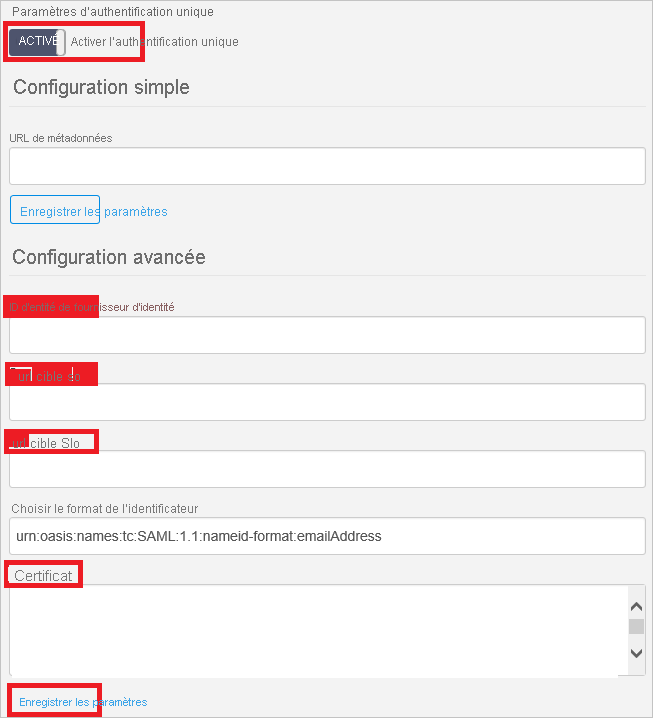 Paramètres d'authentification unique
ACTIVÉ Activer l'authentification unique
Configuration simple
URL de métadonnées
Enregistrer les paramètres
Configuration avancée
ID d'entité de fournisseur d'identité
url cible so
url cible Slo
Choisir le format de l'identificateur
urn:oasis:names:tc:SAML:1.1:nameid-format:emailAddress
Certificat
Enregistrer les paramètres